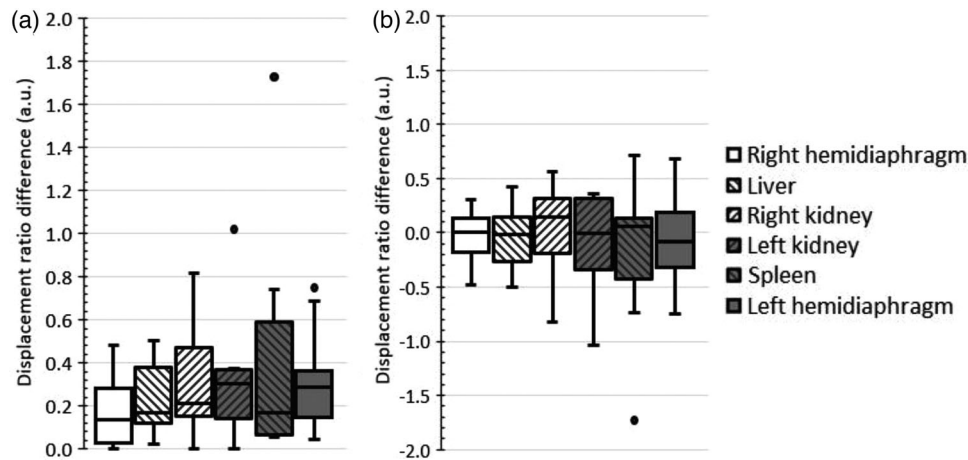 (a)
Displacement ratio difference (a.u.)
2.0
1.8
1.6
1.4
1.2
1.0
0.8
0.6
0.4
0.2
0.0
(b)
Displacement ratio difference (a.u.)
2.0
1.5
1.0
0.5
0.0
-0.5
-1.0
-1.5
-2.0
Right hemidiaphragm
Liver
Right kidney
Left kidney
Spleen
Left hemidiaphragm